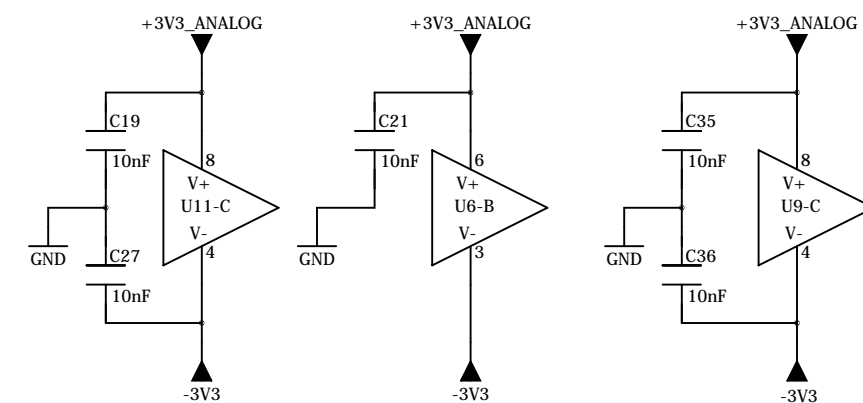 +3V3_ANALOG
+3V3_ANALOG
+3V3_ANALOG
C19
C21
C35
10nF
8
10nF
6
10nF
8
V+
V+
V+
U11-C
U6-B
U9-C
V-
V-
V-
GND
C27
4
GND
3
GND
C36
4
10nF
10nF
-3V3
-3V3
-3V3